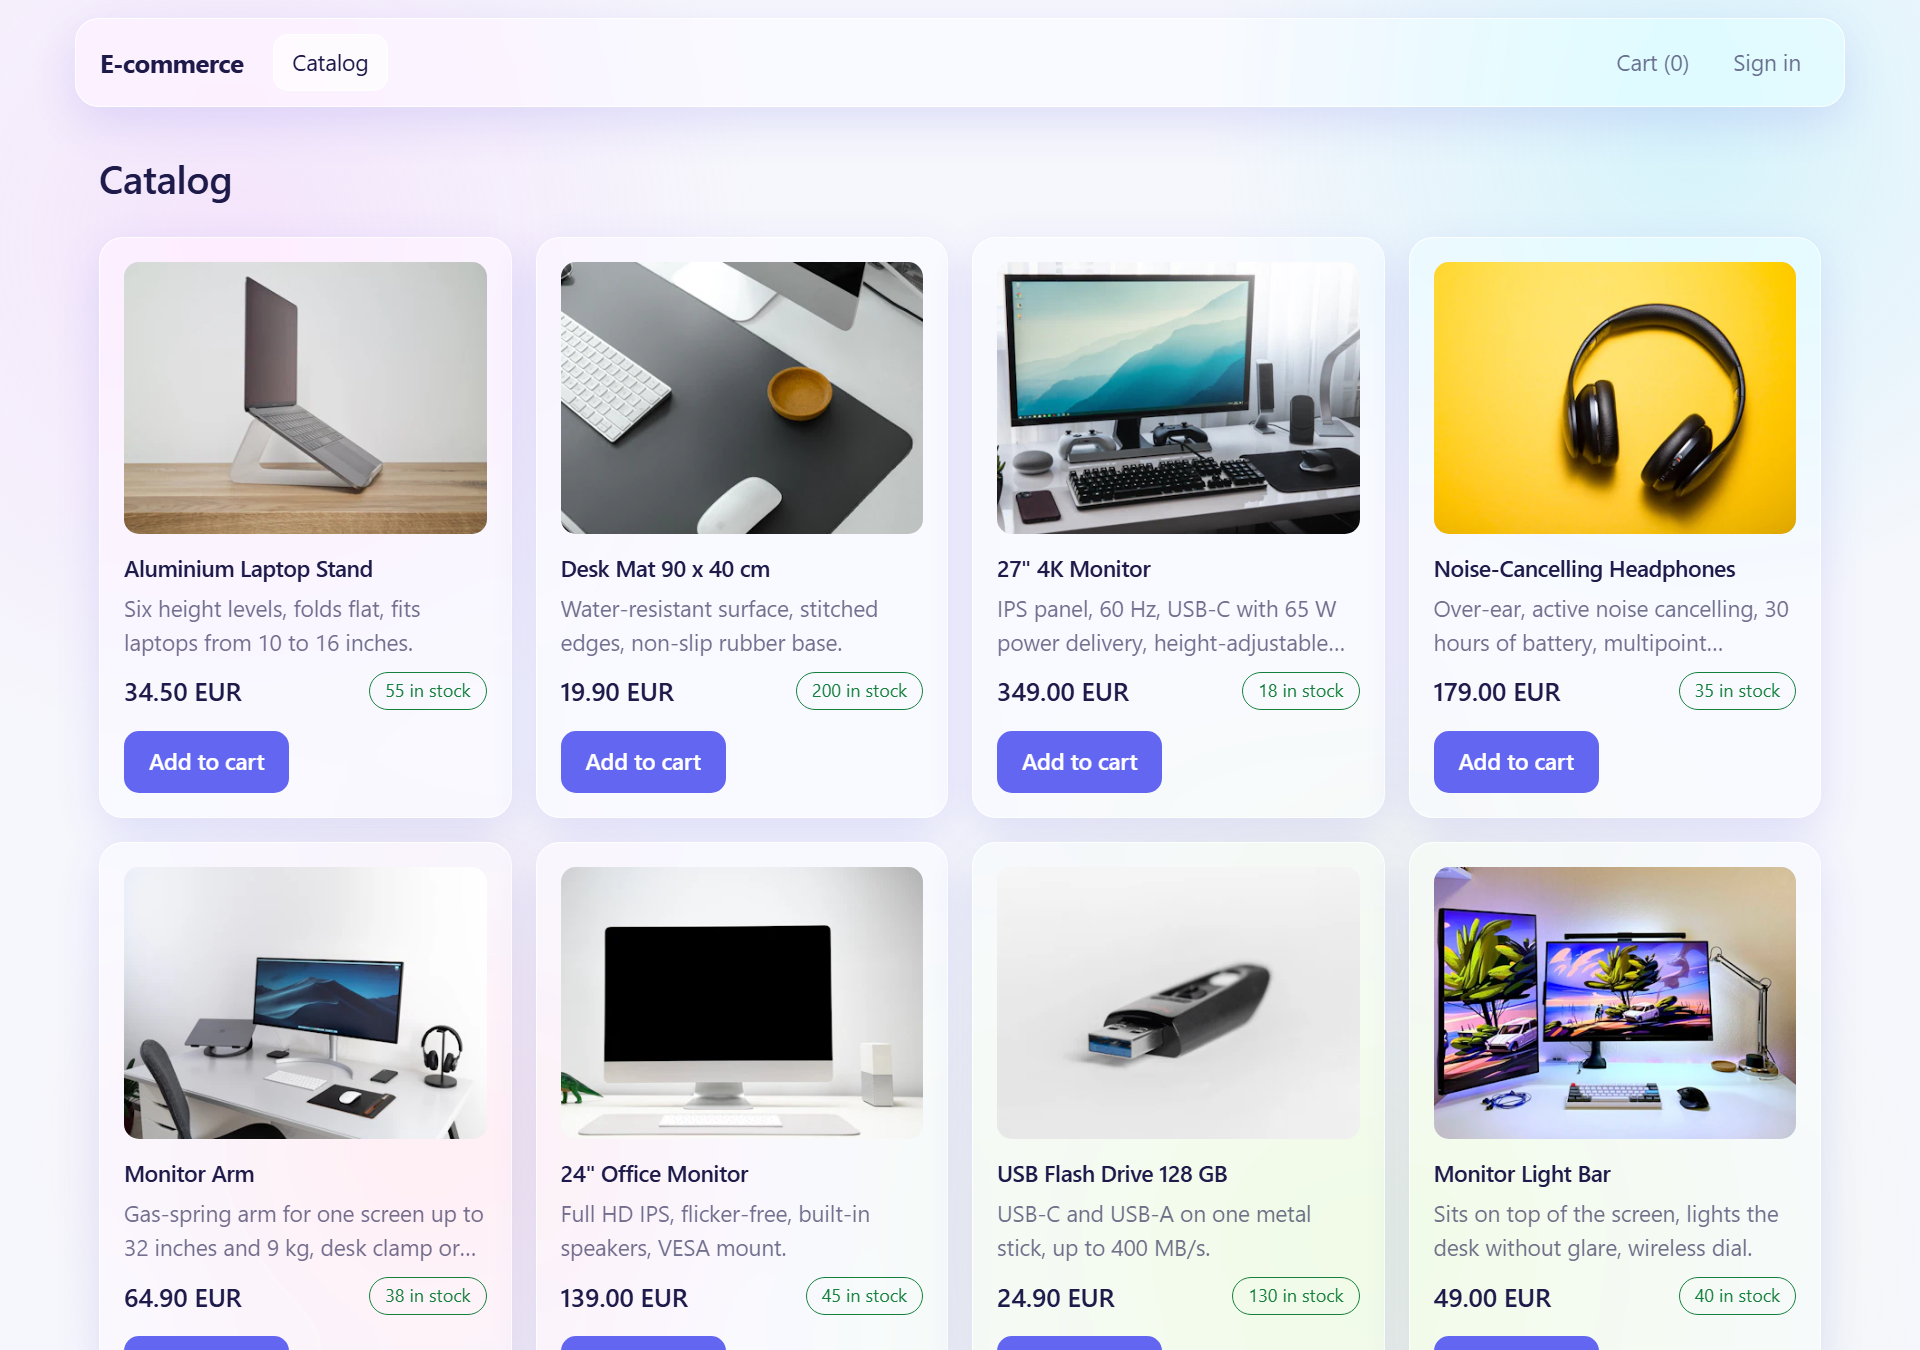 E-commerce
Catalog
Cart (0)
Sign in
Catalog
Aluminium Laptop Stand
Six height levels, folds flat, fits
laptops from 10 to 16 inches.
34.50 EUR
55 in stock
Add to cart
Desk Mat 90 x 40 cm
Water-resistant surface, stitched
edges, non-slip rubber base.
19.90 EUR
200 in stock
Add to cart
27" 4K Monitor
IPS panel, 60 Hz, USB-C with 65 W
power delivery, height-adjustable...
349.00 EUR
18 in stock
Add to cart
Noise-Cancelling Headphones
Over-ear, active noise cancelling, 30
hours of battery, multipoint...
179.00 EUR
35 in stock
Add to cart
Monitor Arm
Gas-spring arm for one screen up to
32 inches and 9 kg, desk clamp or...
64.90 EUR
38 in stock
24" Office Monitor
Full HD IPS, flicker-free, built-in
speakers, VESA mount.
139.00 EUR
45 in stock
USB Flash Drive 128 GB
USB-C and USB-A on one metal
stick, up to 400 MB/s.
24.90 EUR
130 in stock
Monitor Light Bar
Sits on top of the screen, lights the
desk without glare, wireless dial.
49.00 EUR
40 in stock